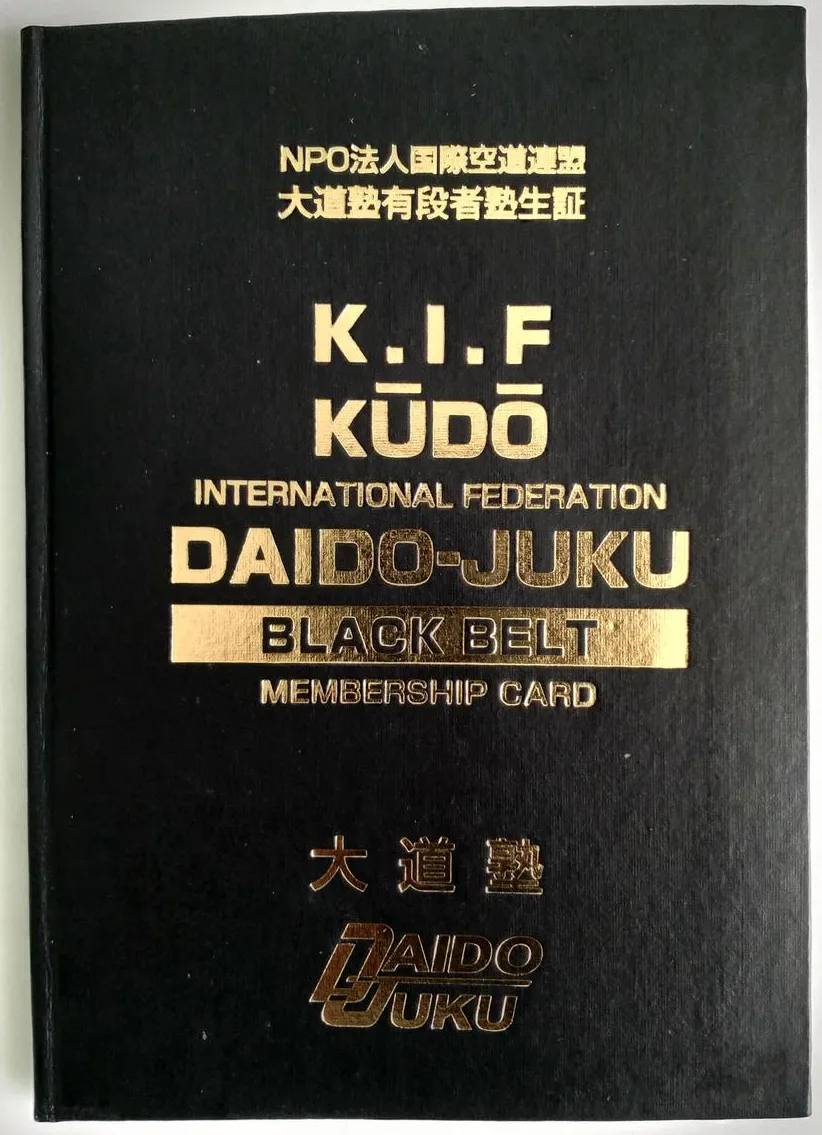 NPO法人国際空道連盟
大道塾有段者塾生証
K.I.F
KŪDŌ
INTERNATIONAL FEDERATION
DAIDO-JUKU
BLACK BELT
MEMBERSHIP CARD
大道塾
DAIDO
JUKU